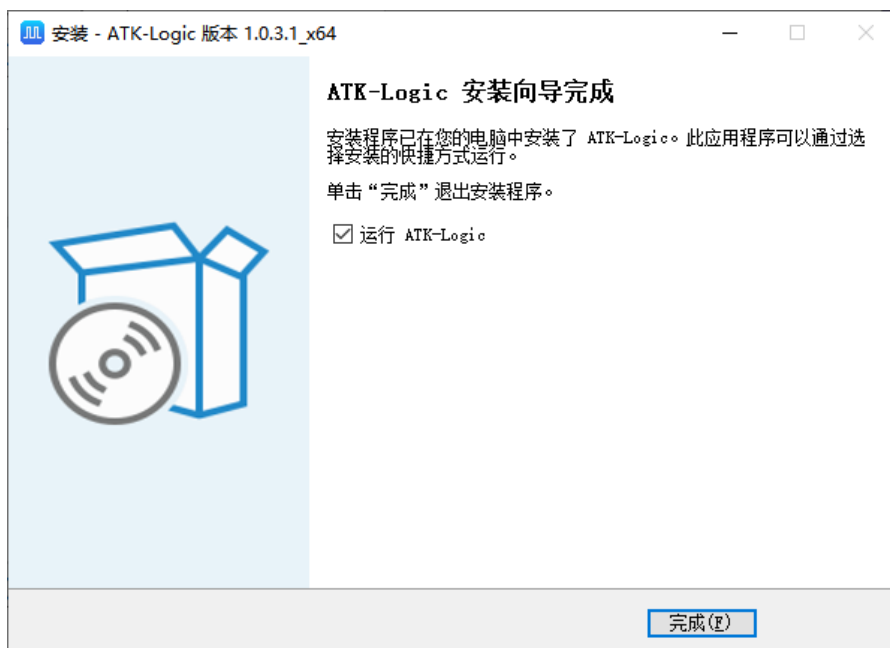 安装 - ATK-Logic 版本 1.0.3.1_x64
ATK-Logic 安装向导完成
安装程序已在您的电脑中安装了 ATK-Logic。此应用程序可以通过选
择安装的快捷方式运行。
单击“完成”退出安装程序。
运行 ATK-Logic
完成(F)